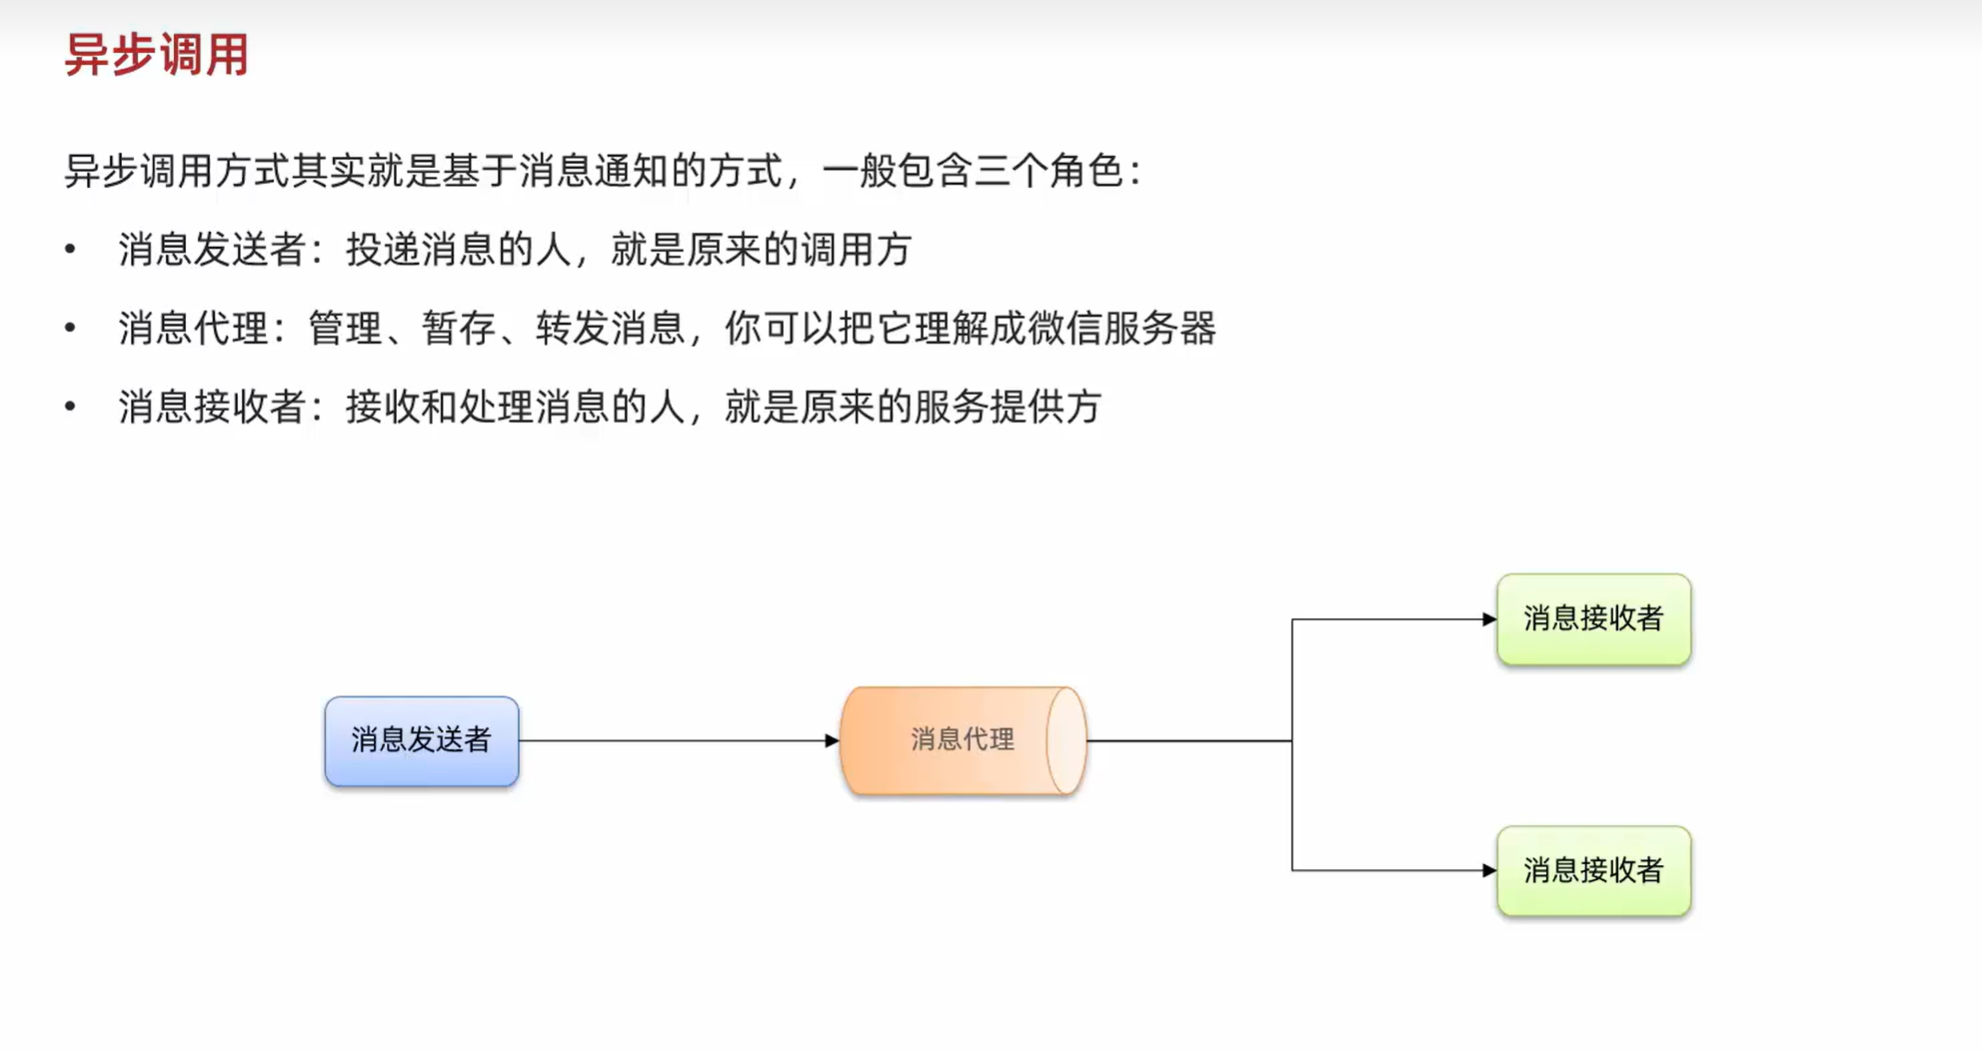 异步调用
异步调用方式其实就是基于消息通知的方式，一般包含三个角色：
• 消息发送者：投递消息的人，就是原来的调用方
• 消息代理：管理、暂存、转发消息，你可以把它理解成微信服务器
• 消息接收者：接收和处理消息的人，就是原来的服务提供方
消息接收者
消息发送者
消息代理
消息接收者